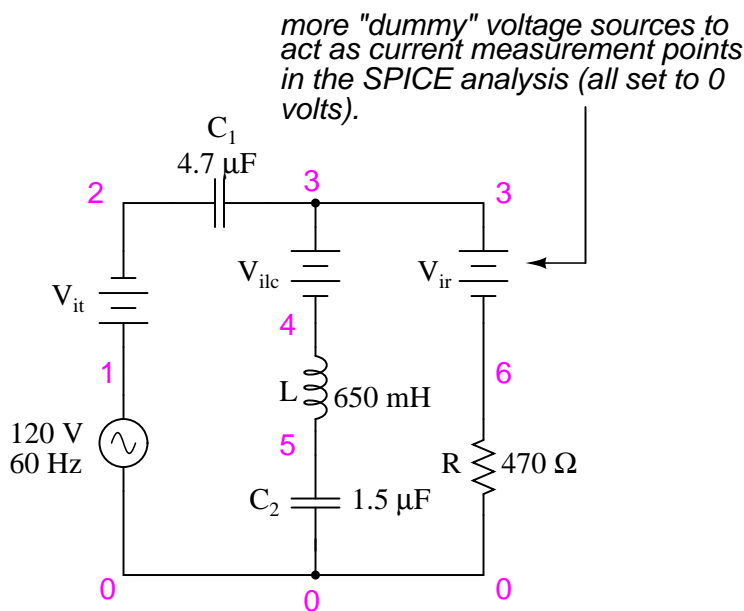 more "dummy" voltage sources to
act as current measurement points
in the SPICE analysis (all set to 0
volts).
C1
4.7 μF
2
3
3
Vit
Vilc
Vir
4
1
6
L
650 mH
120 V
60 Hz
5
R
470 Ω
C2
1.5 μF
0
0
0